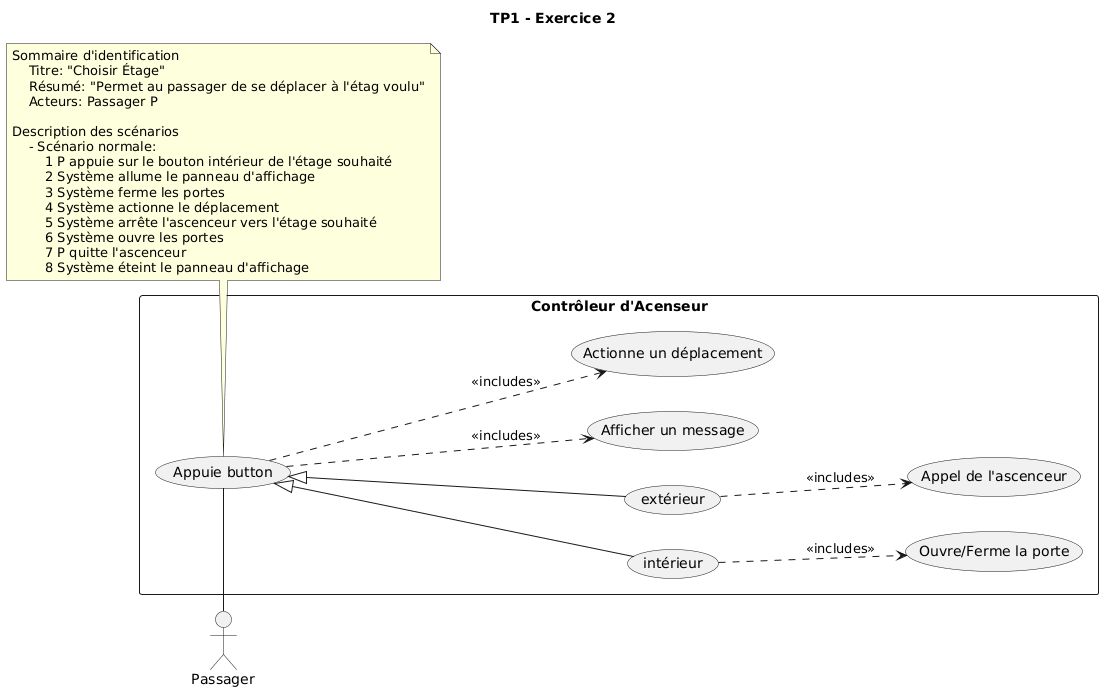 TP1 - Exercice 2
Sommaire d'identification
Titre: "Choisir Étage"
Résumé: "Permet au passager de se déplacer à l'étag voulu"
Acteurs: Passager P
Description des scénarios
- Scénario normale:
1 P appuie sur le bouton intérieur de l'étage souhaité
2 Système allume le panneau d'affichage
3 Système ferme les portes
4 Système actionne le déplacement
5 Système arrête l'ascenceur vers l'étage souhaité
6 Système ouvre les portes
7 P quitte l'ascenceur
8 Système éteint le panneau d'affichage
Contrôleur d'Acenseur
Actionne un déplacement
«includes»
Afficher un message
«includes»
Appuie button
extérieur
«includes»
Appel de l'ascenceur
intérieur
«includes»
Ouvre/Ferme la porte
Passager